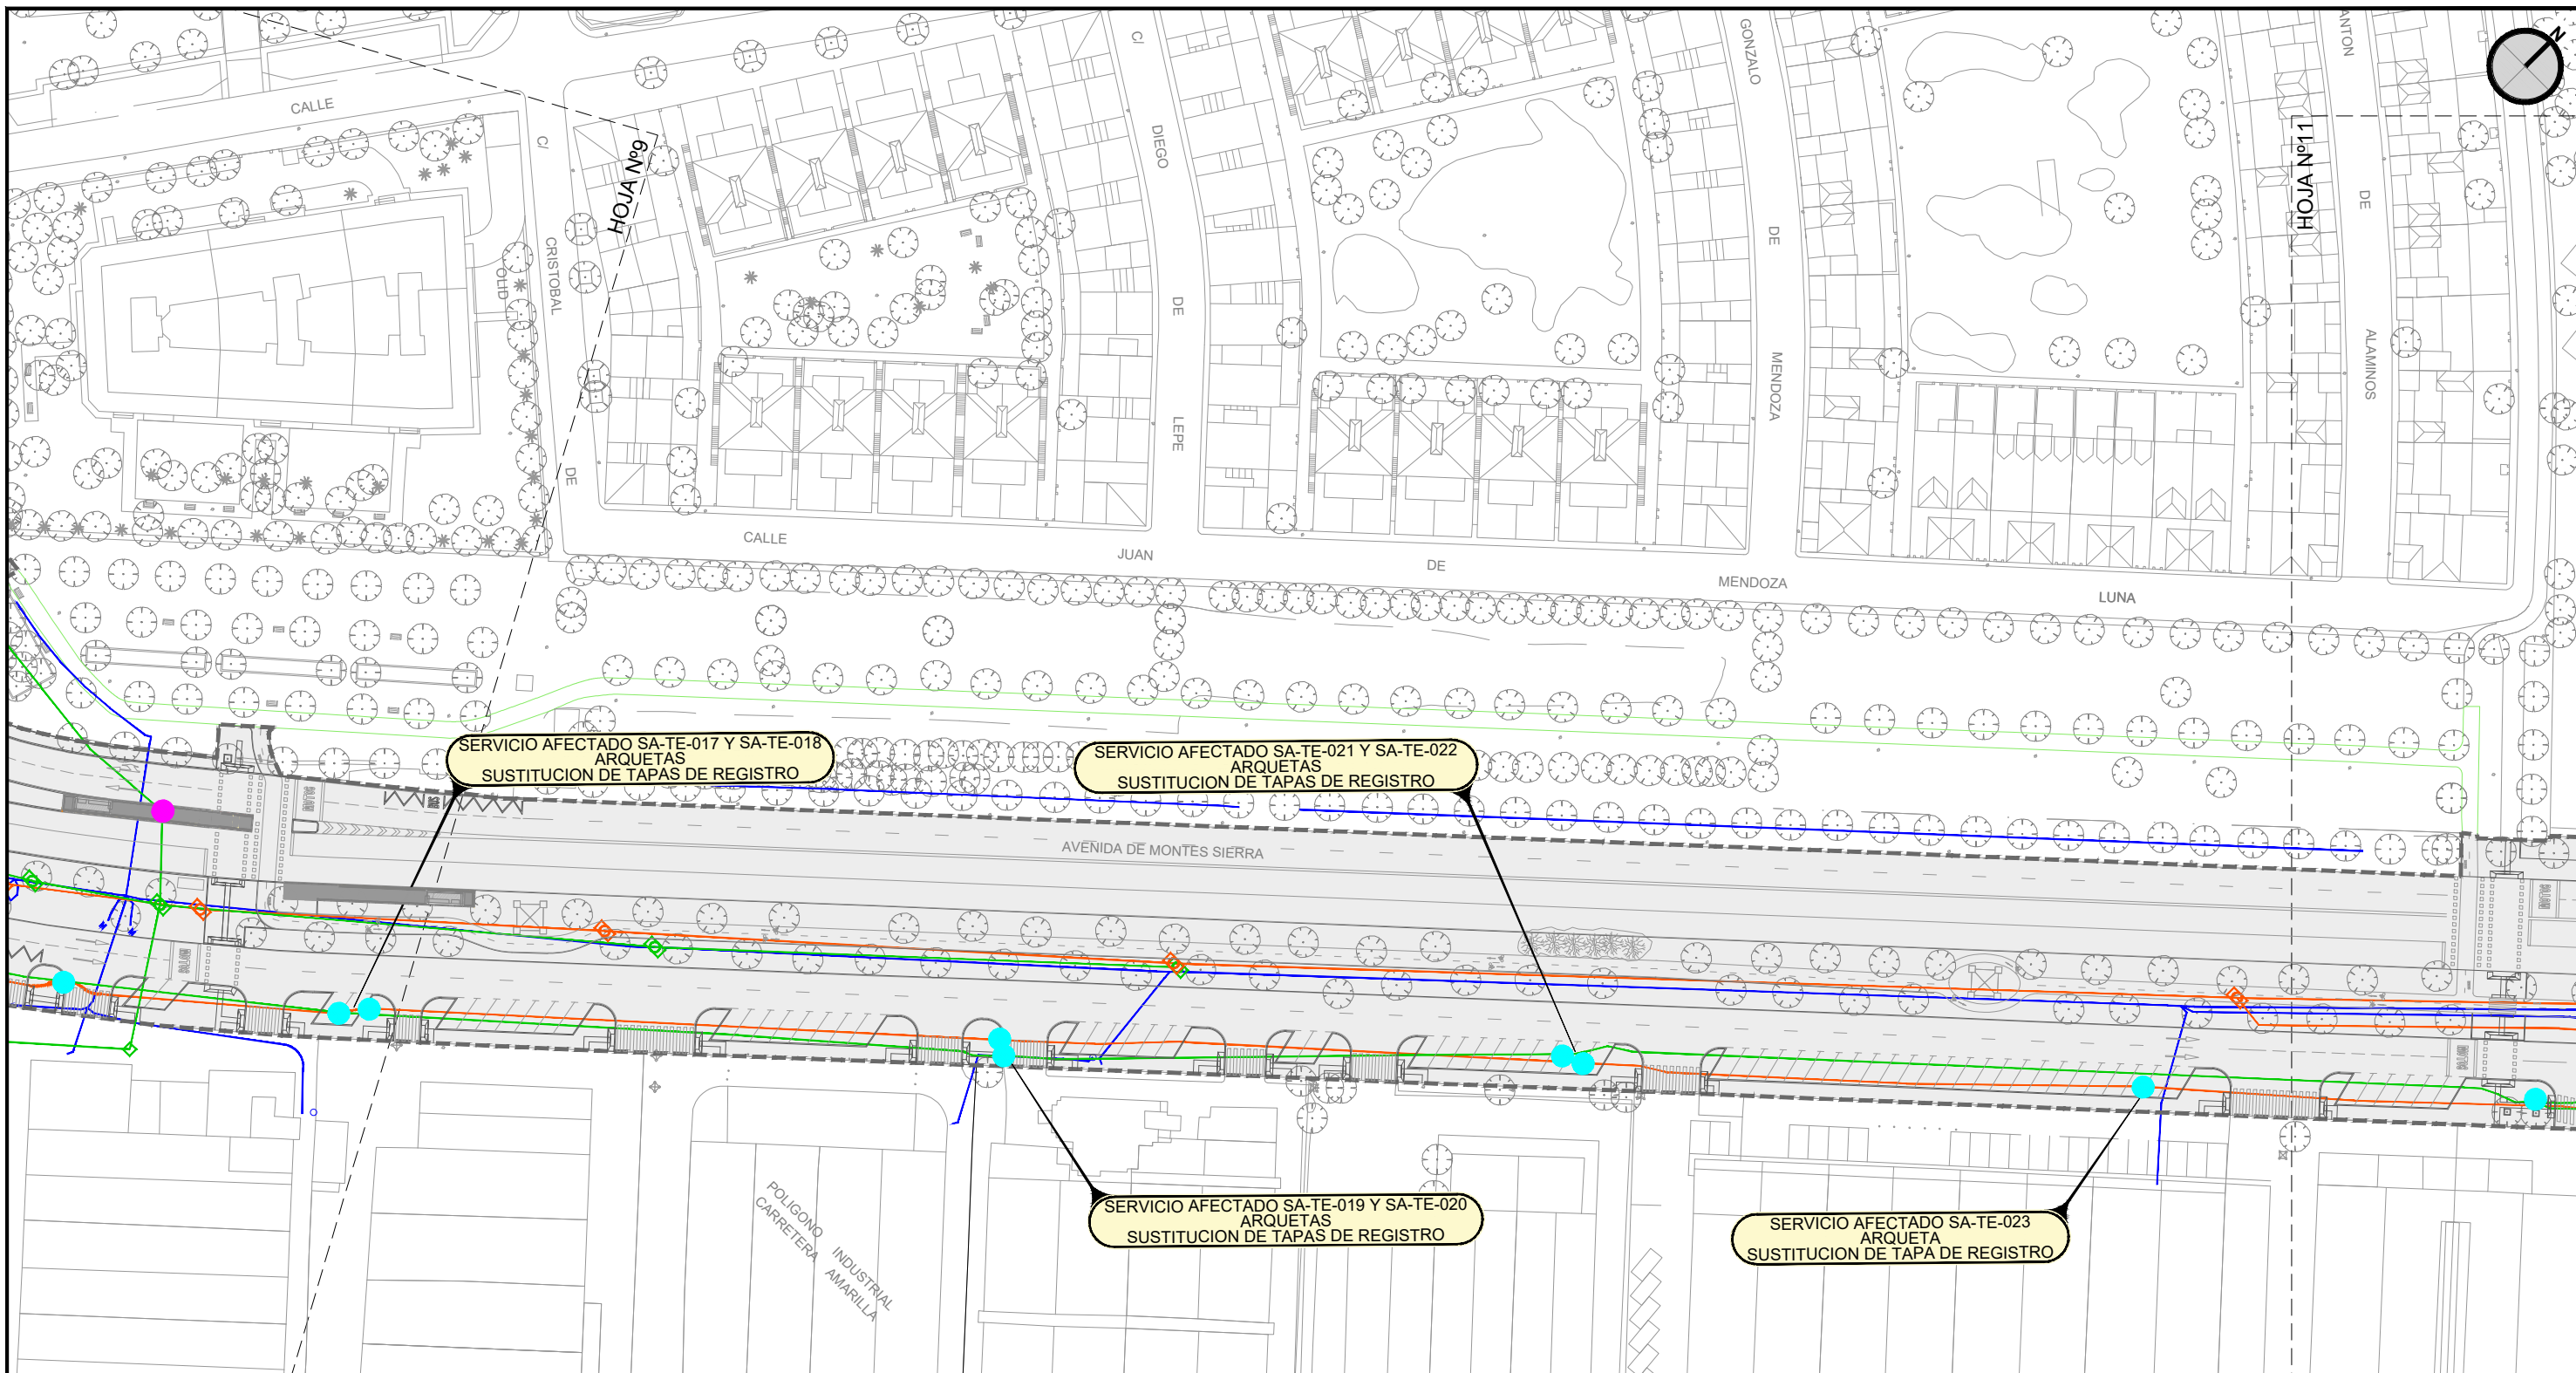 CALLE
C/
CRISTOBAL
DE
OLID
HOJA Nº9
C/
DIEGO
DE
LEPE
GONZALO
DE
MENDOZA
ANTON
DE
ALAMINOS
HOJA Nº11
N
CALLE
JUAN
DE
MENDOZA
LUNA
SERVICIO AFECTADO SA-TE-017 Y SA-TE-018
ARQUETAS
SUSTITUCION DE TAPAS DE REGISTRO
SERVICIO AFECTADO SA-TE-021 Y SA-TE-022
ARQUETAS
SUSTITUCION DE TAPAS DE REGISTRO
BUS
AVENIDA DE MONTES SIERRA
SERVICIO AFECTADO SA-TE-019 Y SA-TE-020
ARQUETAS
SUSTITUCION DE TAPAS DE REGISTRO
SERVICIO AFECTADO SA-TE-023
ARQUETA
SUSTITUCION DE TAPA DE REGISTRO
POLIGONO INDUSTRIAL
CARRETERA AMARILLA